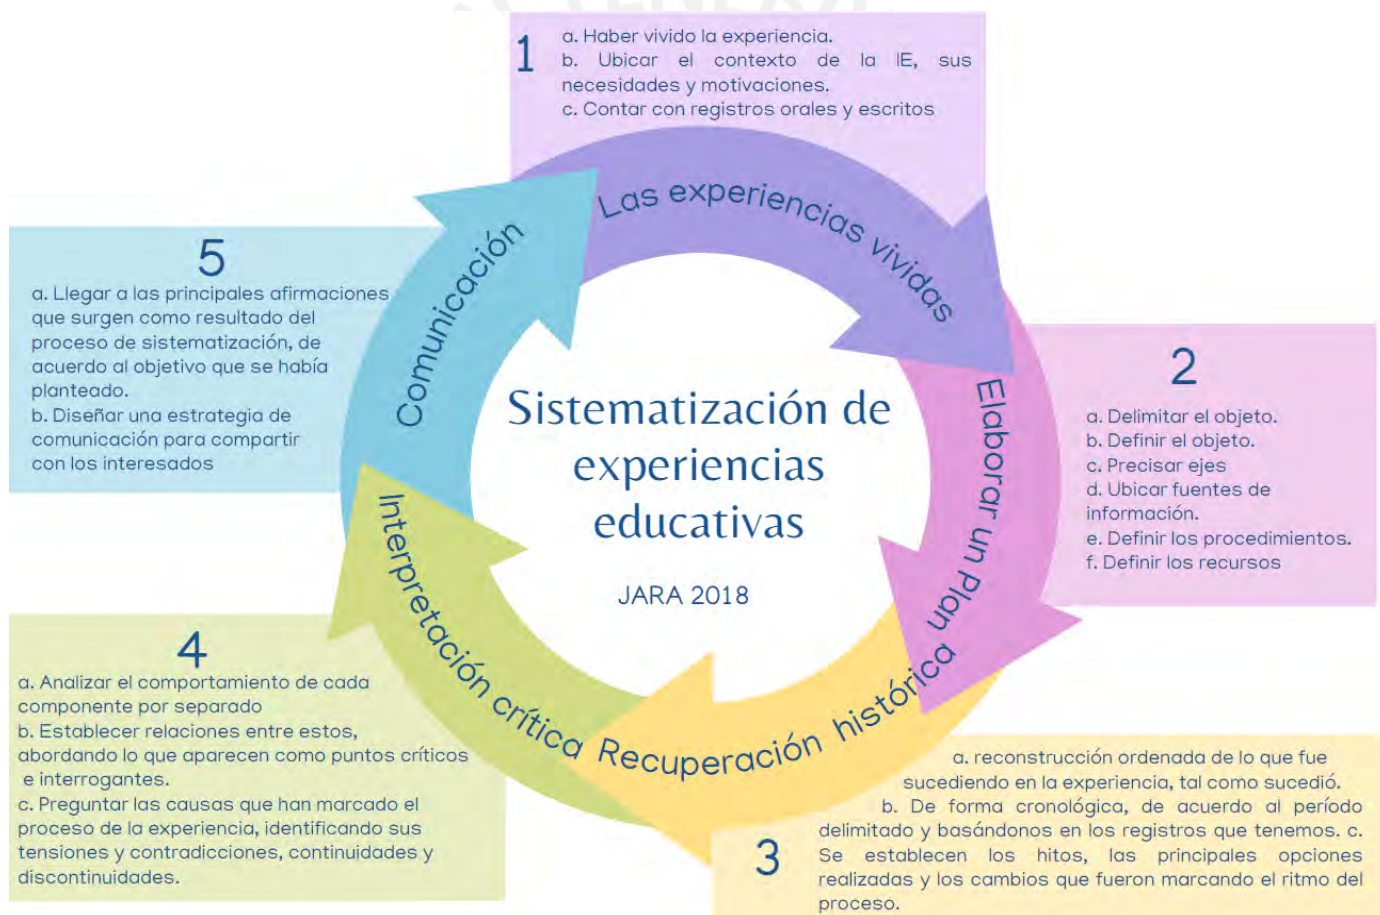 1
a. Haber vivido la experiencia.
b. Ubicar el contexto de la IE, sus
necesidades y motivaciones.
c. Contar con registros orales y escritos
Las experiencias vividas
2
a. Delimitar el objeto.
b. Definir el objeto.
c. Precisar ejes
d. Ubicar fuentes de
información.
e. Definir los procedimientos.
f. Definir los recursos
Elaborar un Plan
3
a. reconstrucción ordenada de lo que fue
sucediendo en la experiencia, tal como sucedió.
b. De forma cronológica, de acuerdo al período
delimitado y basándonos en los registros que tenemos. c.
Se establecen los hitos, las principales opciones
realizadas y los cambios que fueron marcando el ritmo del
proceso.
Recuperación histórica
4
a. Analizar el comportamiento de cada
componente por separado
b. Establecer relaciones entre estos,
abordando lo que aparecen como puntos críticos
e interrogantes.
c. Preguntar las causas que han marcado el
proceso de la experiencia, identificando sus
tensiones y contradicciones, continuidades y
discontinuidades.
Interpretación crítica
5
a. Llegar a las principales afirmaciones
que surgen como resultado del
proceso de sistematización, de
acuerdo al objetivo que se había
planteado.
b. Diseñar una estrategia de
comunicación para compartir
con los interesados
Comunicación
Sistematización de
experiencias
educativas
JARA 2018